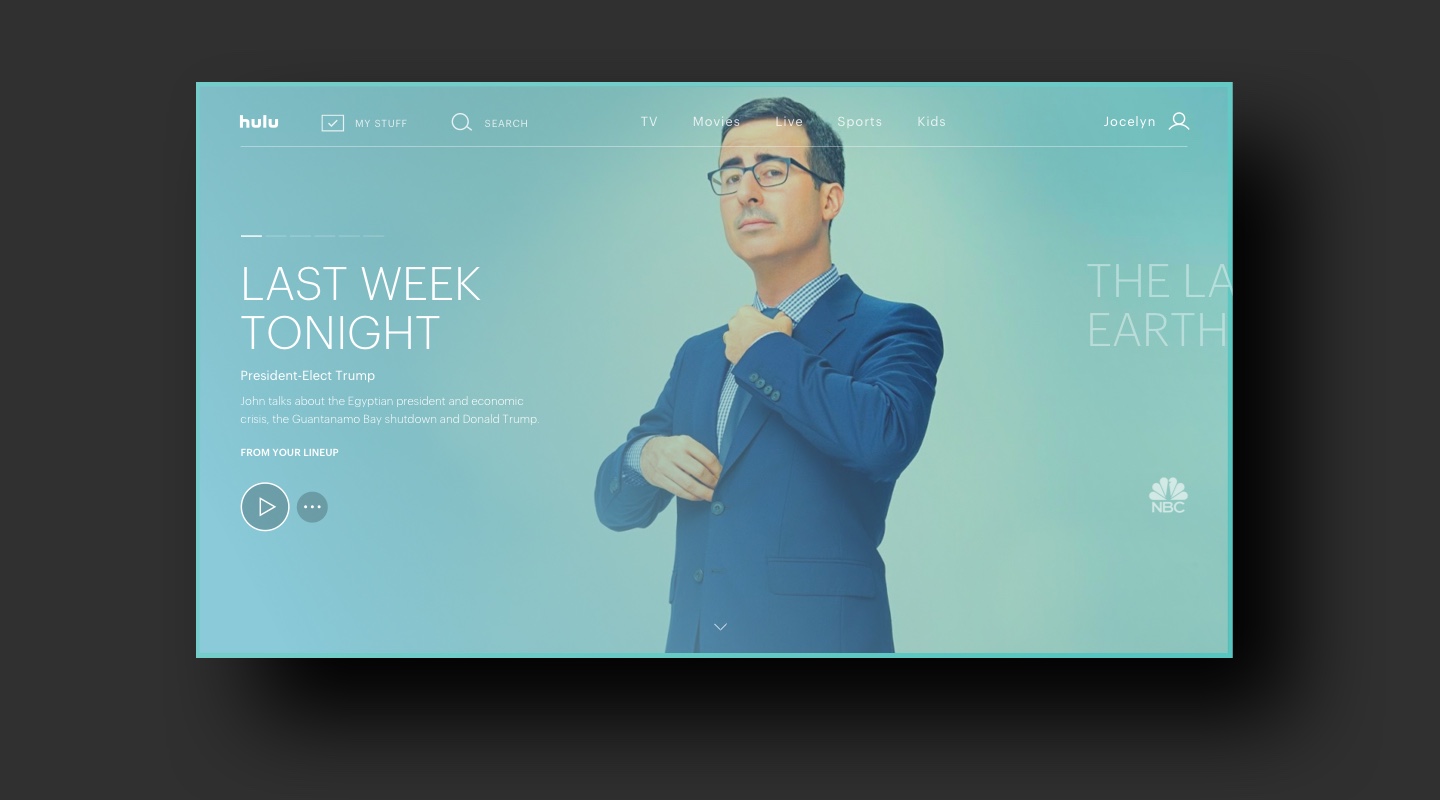 hulu
MY STUFF
SEARCH
TV
Movies
Live
Sports
Kids
Jocelyn
LAST WEEK
TONIGHT
President-Elect Trump
John talks about the Egyptian president and economic
crisis, the Guantanamo Bay shutdown and Donald Trump
FROM YOUR LINEUP
THE LA
EARTH
NBC